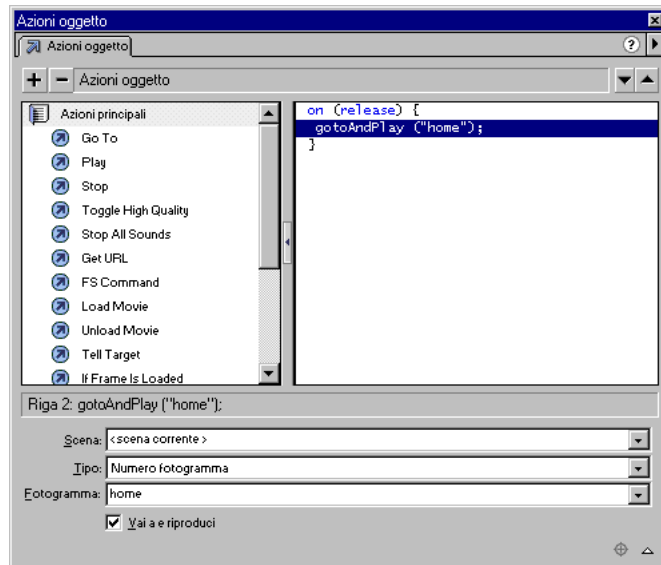 Azioni oggetto
Azioni oggetto ?
+ − Azioni oggetto
Azioni principali
Go To
Play
Stop
Toggle High Quality
Stop All Sounds
Get URL
FS Command
Load Movie
Unload Movie
Tell Target
If Frame Is Loaded
on (release) {
gotoAndPlay ("home");
}
Riga 2: gotoAndPlay ("home");
Scena: <scena corrente>
Tipo: Numero fotogramma
Fotogramma: home
Vai a e riproduci